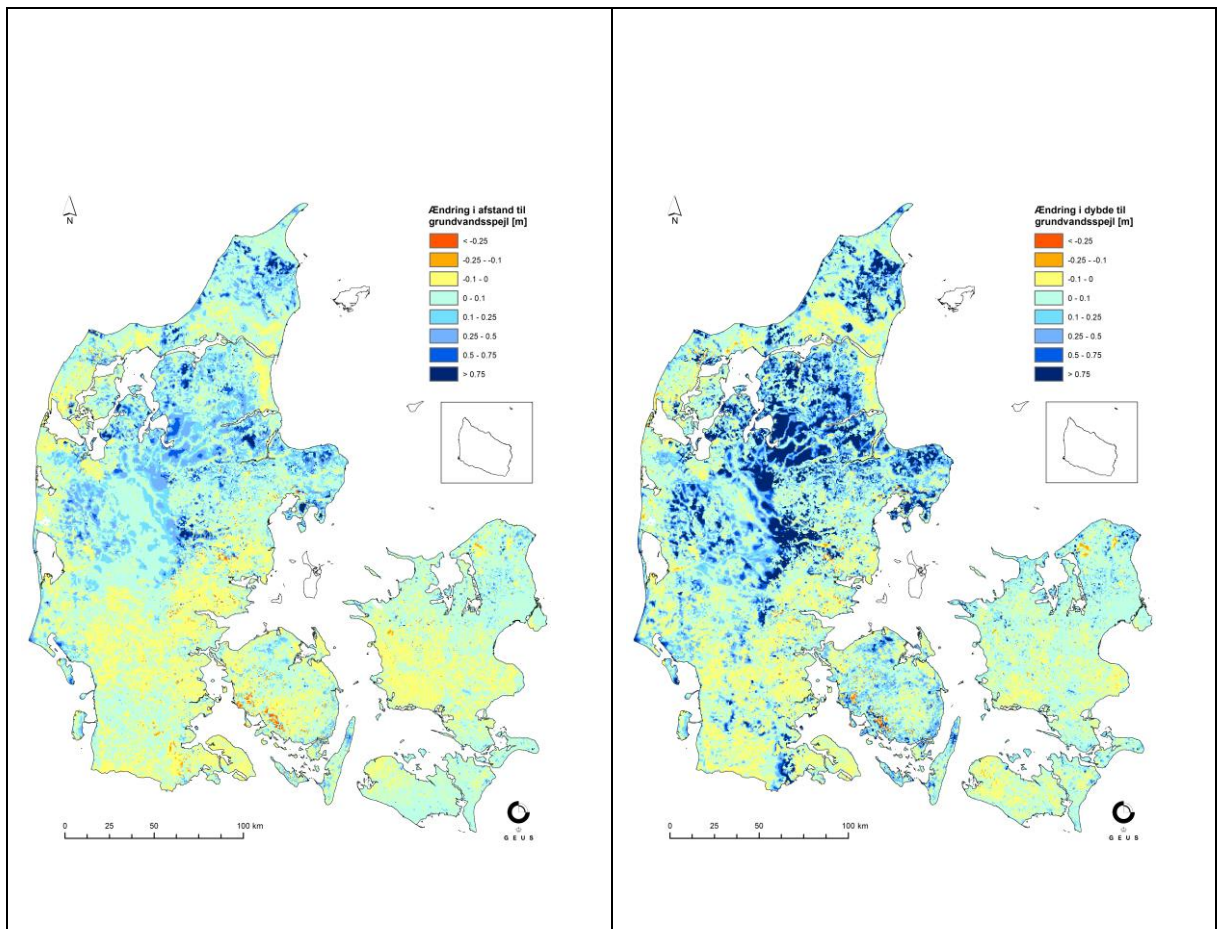 N
Ændring i afstand til
grundvandsspejl [m]
< -0.25
-0.25 - -0.1
-0.1 - 0
0 - 0.1
0.1 - 0.25
0.25 - 0.5
0.5 - 0.75
> 0.75
0 25 50 100 km
G E U S
N
Ændring i dybde til
grundvandsspejl [m]
< -0.25
-0.25 - -0.1
-0.1 - 0
0 - 0.1
0.1 - 0.25
0.25 - 0.5
0.5 - 0.75
> 0.75
0 25 50 100 km
G E U S